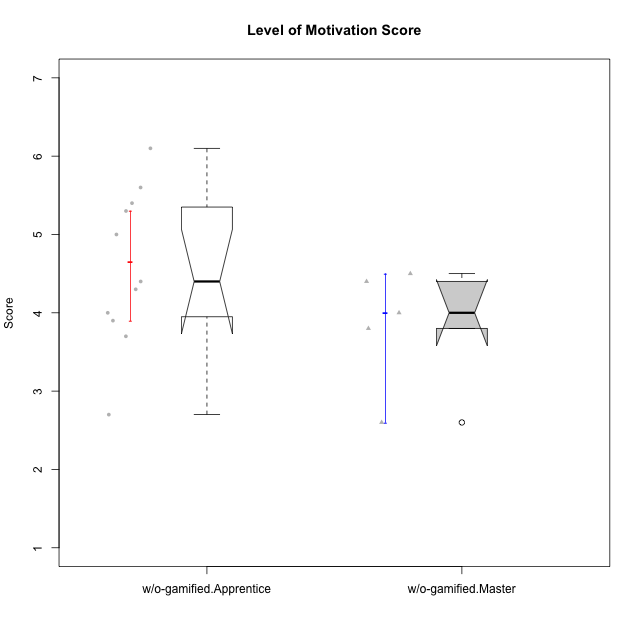 Level of Motivation Score
7
6
5
4
3
2
1
Score
w/o-gamified.Apprentice
w/o-gamified.Master